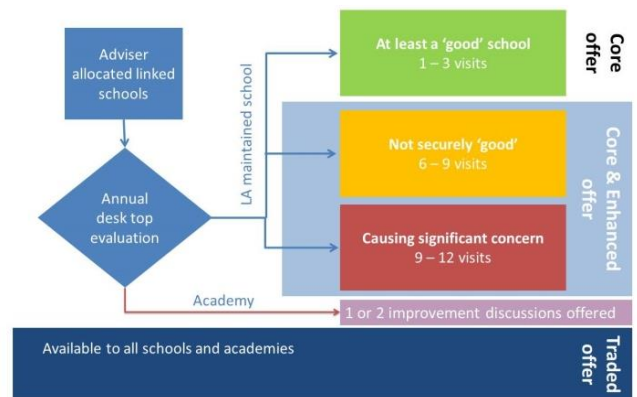 Adviser
allocated linked
schools
Annual
desk top
evaluation
LA maintained school
Academy
At least a ‘good’ school
1 – 3 visits
Not securely ‘good’
6 – 9 visits
Causing significant concern
9 – 12 visits
1 or 2 improvement discussions offered
Core
offer
Core & Enhanced
offer
Available to all schools and academies
Traded
offer